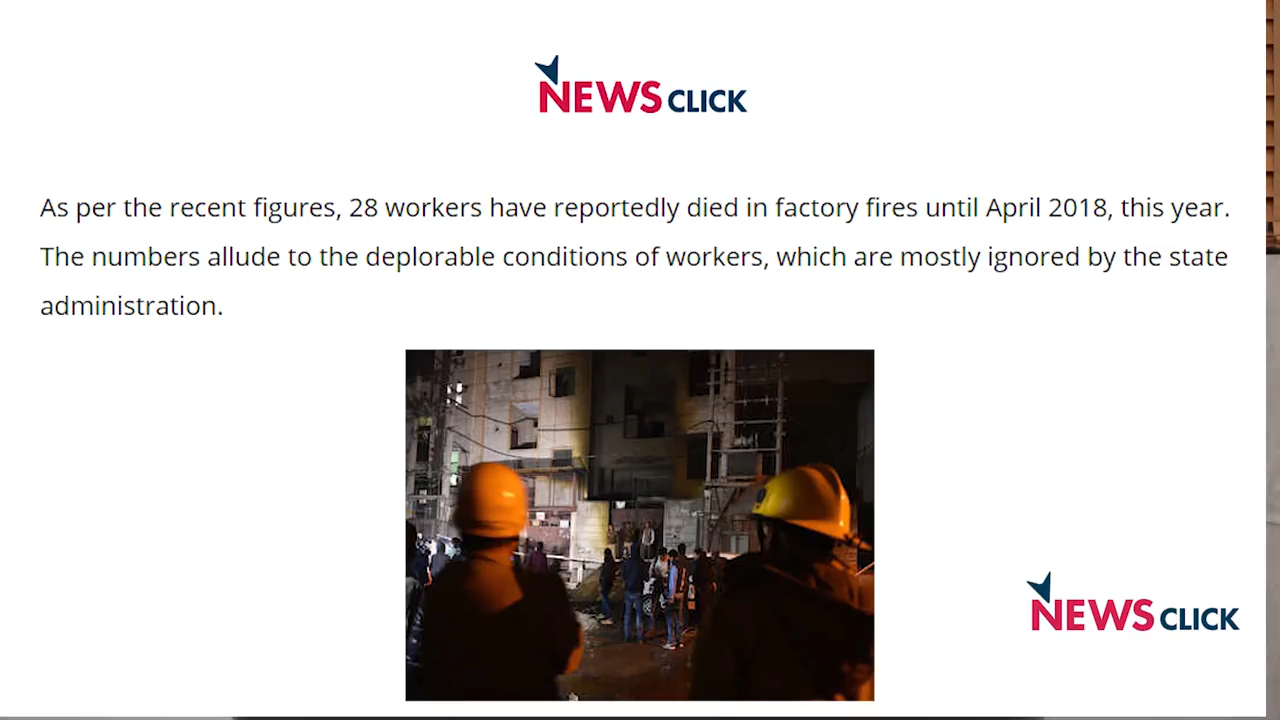 NEWS CLICK
As per the recent figures, 28 workers have reportedly died in factory fires until April 2018, this year.
The numbers allude to the deplorable conditions of workers, which are mostly ignored by the state
administration.
NEWS CLICK